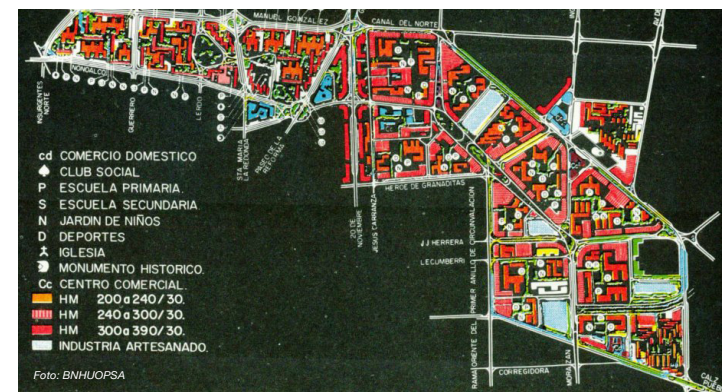 MANUEL GONZALEZ
CANAL DEL NORTE
INSURGENTES
NORTE
NONOALCO
GUERRERO
LERDO
STA. MARIA
LA REDONDA
PASEO DE LA
REFORMA
20 DE
NOVIEMBRE
JESUS CARRANZA
HEROE DE GRANADITAS
J J HERRERA
LECUMBERRI
RAMAL ORIENTE DEL PRIMER ANILLO DE CIRCUNVALACION
MORAZAN
CORREGIDORA
cd COMERCIO DOMESTICO
CLUB SOCIAL
P ESCUELA PRIMARIA
S ESCUELA SECUNDARIA
N JARDIN DE NIÑOS
D DEPORTES
IGLESIA
MONUMENTO HISTORICO.
Cc CENTRO COMERCIAL.
HM 200 a 240/30.
HM 240 a 300/30.
HM 300 a 390/30.
INDUSTRIA ARTESANADO.
Foto: BNHUOPSA